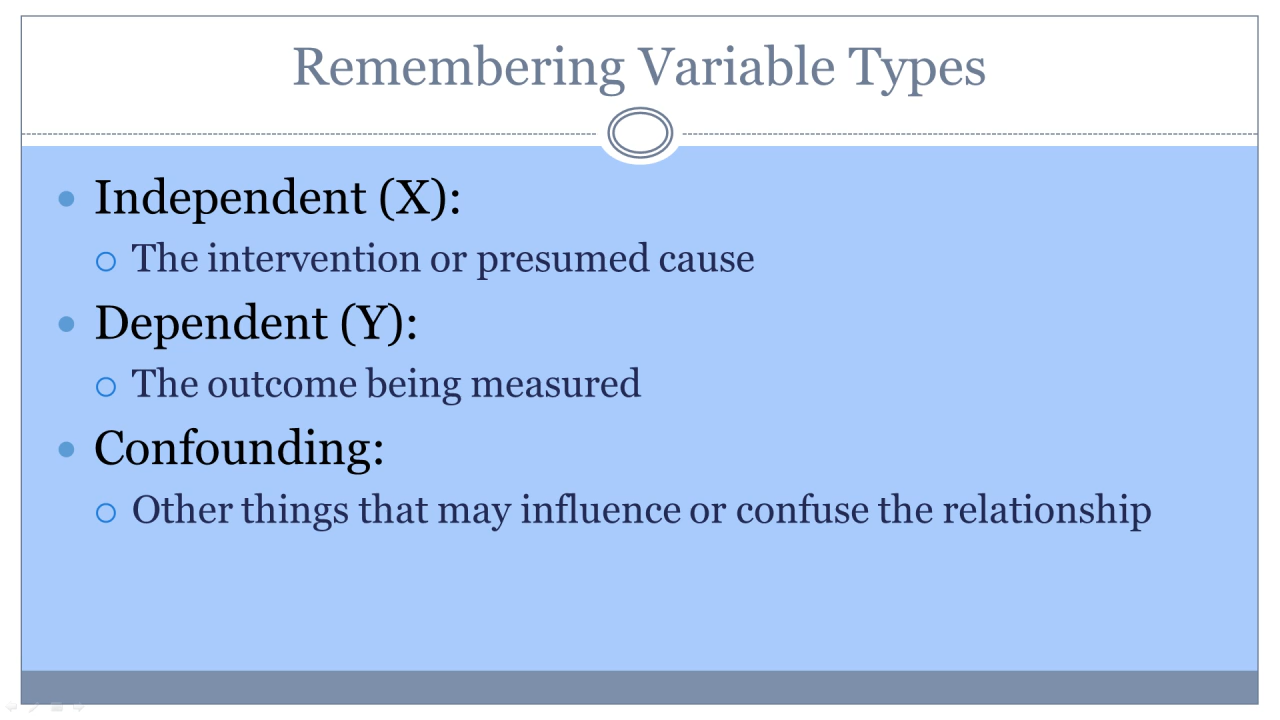 Remembering Variable Types
Independent (X):
The intervention or presumed cause
Dependent (Y):
The outcome being measured
Confounding:
Other things that may influence or confuse the relationship